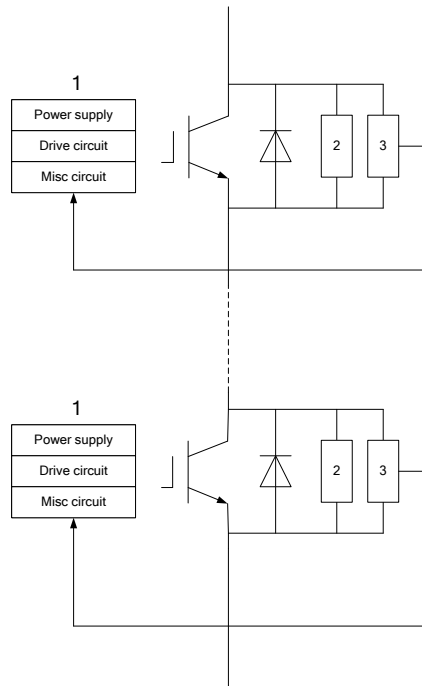 1
Power supply
Drive circuit
Misc circuit
2
3
1
Power supply
Drive circuit
Misc circuit
2
3